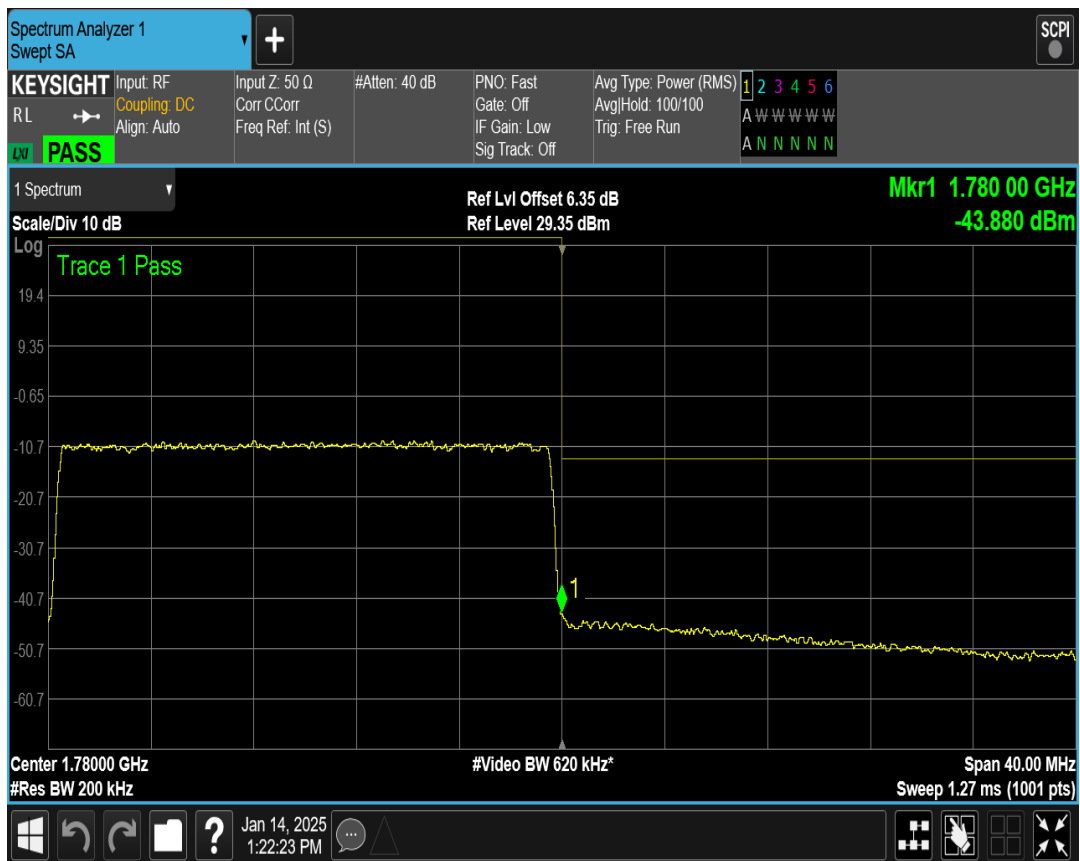 Spectrum Analyzer 1
Swept SA
▼
+
SCPI
KEYSIGHT
RL
LXI PASS
Input: RF
Coupling: DC
Align: Auto
Input Z: 50 Ω
Corr CCorr
Freq Ref: Int (S)
#Atten: 40 dB
PNO: Fast
Gate: Off
IF Gain: Low
Sig Track: Off
Avg Type: Power (RMS)
Avg|Hold: 100/100
Trig: Free Run
1 2 3 4 5 6
A W W W W W
A N N N N N
1 Spectrum ▼
Scale/Div 10 dB
Ref Lvl Offset 6.35 dB
Ref Level 29.35 dBm
Mkr1 1.780 00 GHz
-43.880 dBm
Log
Trace 1 Pass
19.4
9.35
-0.65
-10.7
-20.7
-30.7
-40.7
1
-50.7
-60.7
Center 1.78000 GHz
#Video BW 620 kHz*
Span 40.00 MHz
#Res BW 200 kHz
Sweep 1.27 ms (1001 pts)
?
Jan 14, 2025
1:22:23 PM
...